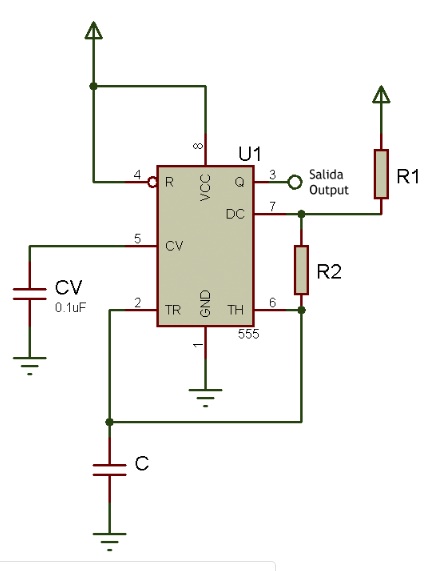 U1
8
VCC
4
R
Q
3
Salida
Output
R1
DC
7
5
CV
R2
CV
0.1uF
2
TR
GND
TH
6
555
1
C